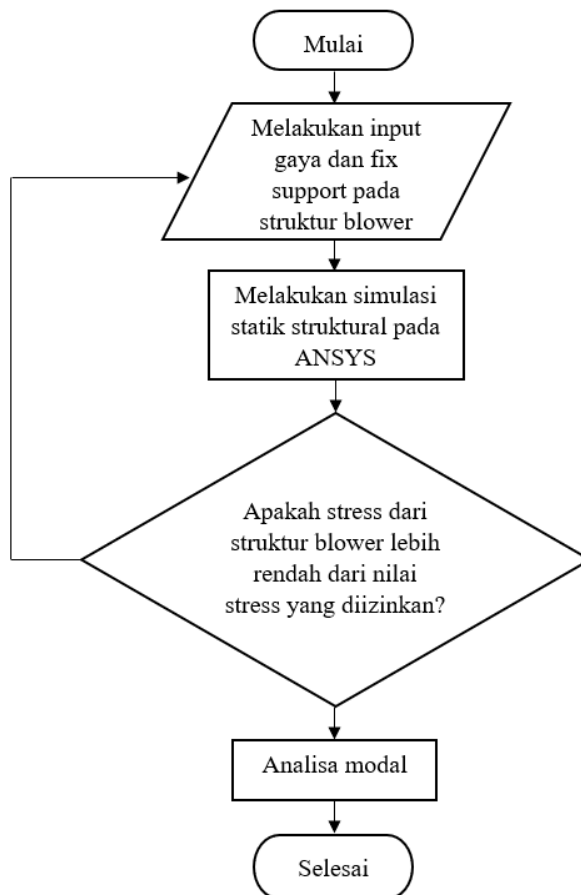 Mulai
Melakukan input
gaya dan fix
support pada
struktur blower
Melakukan simulasi
statik struktural pada
ANSYS
Apakah stress dari
struktur blower lebih
rendah dari nilai
stress yang diizinkan?
Analisa modal
Selesai